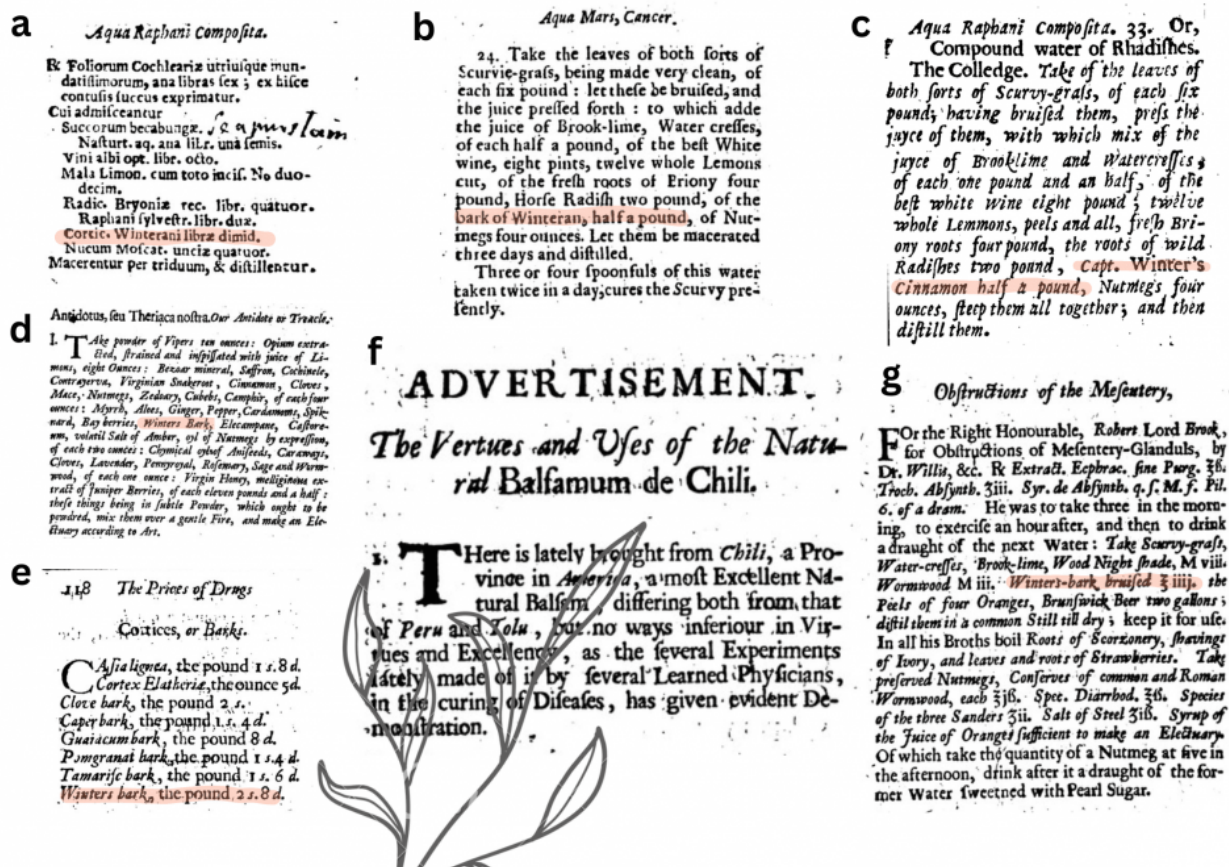 a
Aqua Raphani Compoſita.
℞ Foliorum Cochleariæ utriuſque mun-
datiſſimorum, ana libras ſex ; ex hiſce
contuſis ſuccus exprimatur.
Cui admiſceantur
Succorum becabungæ.
Naſturt. aq. ana libr. una ſemis.
Vini albi opt. libr. octo.
Mala Limon. cum toto inciſ. No duo-
decim.
Radic. Bryoniæ rec. libr. quatuor.
Raphani ſylveſtr. libr. duæ.
Cortic. Winterani libræ dimid.
Nucum Moſcat. unciæ quatuor.
Macerentur per triduum, & diſtillentur.
b
Aqua Mars, Cancer.
24. Take the leaves of both ſorts of
Scurvie-graſs, being made very clean, of
each ſix pound : let theſe be bruiſed, and
the juice preſſed forth : to which adde
the juice of Brook-lime, Water creſſes,
of each half a pound, of the beſt White
wine, eight pints, twelve whole Lemons
cut, of the freſh roots of Briony four
pound, Horſe Radiſh two pound, of the
bark of Winteran, half a pound, of Nut-
megs four ounces. Let them be macerated
three days and diſtilled.
Three or four ſpoonfuls of this water
taken twice in a day, cures the Scurvy pre-
ſently.
c
Aqua Raphani Compoſita. 33. Or,
Compound water of Rhadiſhes.
The Colledge. Take of the leaves of
both ſorts of Scurvy-graſs, of each ſix
pound; having bruiſed them, preſs the
juyce of them, with which mix of the
juyce of Brooklime and Watercreſſes,
of each one pound and an half, of the
beſt white wine eight pound ; twelve
whole Lemmons, peels and all, freſh Bri-
ony roots four pound, the roots of wild
Radiſhes two pound, Capt. Winter's
Cinnamon half a pound, Nutmegs four
ounces, ſteep them all together; and then
diſtill them.
d
Antidotus, ſeu Theriaca noſtra. Our Antidote or Treacle.
I. TAke powder of Vipers ten ounces: Opium extra-
cted, ſtrained and inſpiſſated with juice of Li-
mons, eight Ounces: Bezoar mineral, Saffron, Cochinele,
Contrayerva, Virginian Snakeroot, Cinnamon, Cloves,
Mace, Nutmegs, Zedoary, Cubebs, Camphir, of each four
ounces: Myrrh, Aloes, Ginger, Pepper, Cardamoms, Spik-
nard, Bay berries, Winters Bark, Elecampane, Caſtore-
um, volatil Salt of Amber, oyl of Nutmegs by expreſſion,
of each two ounces: Chymical oyl of Aniſeeds, Caraways,
Cloves, Lavender, Pennyroyal, Roſemary, Sage and Worm-
wood, of each one ounce: Virgin Honey, melliginous ex-
tract of Juniper Berries, of each eleven pounds and a half:
theſe things being in ſubtle Powder, which ought to be
powdred, mix them over a gentle Fire, and make an Ele-
ctuary according to Art.
e
118 The Prices of Drugs
Cortices, or Barks.
CAſſia lignea, the pound 1 s. 8 d.
Cortex Elatheriæ, the ounce 5d.
Clove bark, the pound 2 s.
Caper bark, the pound 1 s. 4 d.
Guaiacum bark, the pound 8 d.
Pomgranat bark, the pound 1 s. 4 d.
Tamariſc bark, the pound 1 s. 6 d.
Winters bark, the pound 2 s. 8 d.
f
ADVERTISEMENT.
The Vertues and Uſes of the Natu-
ral Balſamum de Chili.
1. THere is lately brought from Chili, a Pro-
vince in America, a moſt Excellent Na-
tural Balſam, differing both from that
of Peru and Tolu, but no ways inferiour in Vir-
tues and Excellency, as the ſeveral Experiments
lately made of it by ſeveral Learned Phyſicians,
in the curing of Diſeaſes, has given evident De-
monſtration.
g
Obſtructions of the Meſentery,
FOr the Right Honourable, Robert Lord Brook,
for Obſtructions of Meſentery-Glanduls, by
Dr. Willis, &c. ℞ Extract. Ecphrac. fine Purg. ʒß.
Troch. Abſynth. ʒiii. Syr. de Abſynth. q. ſ. M. f. Pil.
6. of a dram. He was to take three in the morn-
ing, to exerciſe an hour after, and then to drink
a draught of the next Water : Take Scurvy-graſs,
Water-creſſes, Brook-lime, Wood Night ſhade, M viii.
Wormwood M iii. Winters-bark bruiſed ℥ iiij. the
Peels of four Oranges, Brunſwick Beer two gallons ;
diſtil them in a common Still till dry ; keep it for uſe.
In all his Broths boil Roots of Scorzonery, ſhavings
of Ivory, and leaves and roots of Strawberries. Take
preſerved Nutmegs, Conſerves of common and Roman
Wormwood, each ℥jß. Spec. Diarrhod. ʒß. Species
of the three Sanders ʒii. Salt of Steel ʒiß. Syrup of
the Juice of Oranges ſufficient to make an Electuary.
Of which take the quantity of a Nutmeg at five in
the afternoon, drink after it a draught of the for-
mer Water ſweetned with Pearl Sugar.